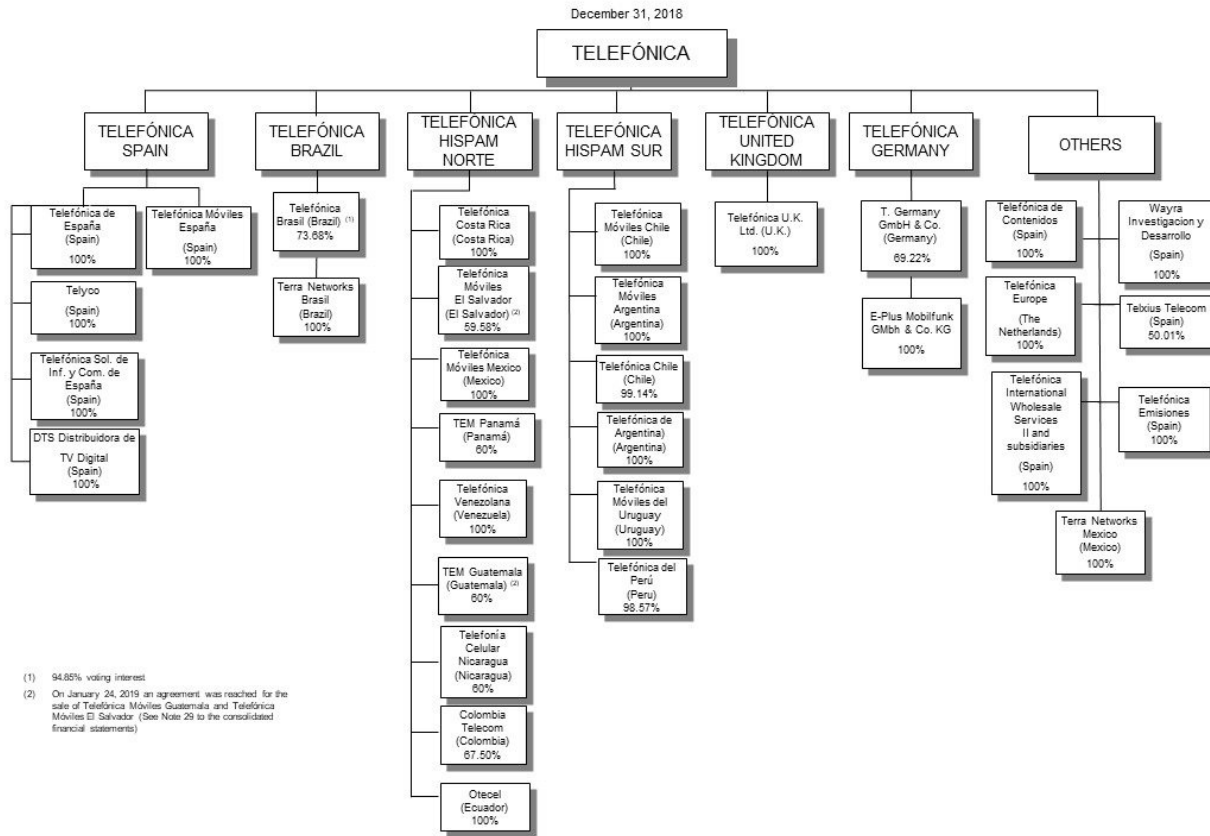 December 31, 2018
TELEFÓNICA
TELEFÓNICA
SPAIN
TELEFÓNICA
BRAZIL
TELEFÓNICA
HISPAM
NORTE
TELEFÓNICA
HISPAM SUR
TELEFÓNICA
UNITED
KINGDOM
TELEFÓNICA
GERMANY
OTHERS
Telefónica de
España
(Spain)
100%
Telefónica Móviles
España
(Spain)
100%
Telyco
(Spain)
100%
Telefónica Sol. de
Inf. y Com. de
España
(Spain)
100%
DTS Distribuidora de
TV Digital
(Spain)
100%
Telefónica
Brasil (Brazil) (1)
73.68%
Terra Networks
Brasil
(Brazil)
100%
Telefónica
Costa Rica
(Costa Rica)
100%
Telefónica
Móviles
El Salvador
(El Salvador) (2)
59.58%
Telefónica
Móviles Mexico
(Mexico)
100%
TEM Panamá
(Panamá)
60%
Telefónica
Venezolana
(Venezuela)
100%
TEM Guatemala
(Guatemala) (2)
60%
Telefonía
Celular
Nicaragua
(Nicaragua)
60%
Colombia
Telecom
(Colombia)
67.50%
Otecel
(Ecuador)
100%
Telefónica
Móviles Chile
(Chile)
100%
Telefónica
Móviles
Argentina
(Argentina)
100%
Telefónica Chile
(Chile)
99.14%
Telefónica de
Argentina)
(Argentina)
100%
Telefónica
Móviles del
Uruguay
(Uruguay)
100%
Telefónica del
Perú
(Peru)
98.57%
Telefónica U.K.
Ltd. (U.K.)
100%
T. Germany
GmbH & Co.
(Germany)
69.22%
E-Plus Mobilfunk
GMbh & Co. KG
100%
Telefónica
de Contenidos
(Spain)
100%
Wayra
Investigacion y
Desarrollo
(Spain)
100%
Telefónica
Europe
(The
Netherlands)
100%
Telxius Telecom
(Spain)
50.01%
Telefónica
International
Wholesale
Services
II and
subsidiaries
(Spain)
100%
Telefónica
Emisiones
(Spain)
100%
Terra Networks
Mexico
(Mexico)
100%
(1) 94.85% voting interest
(2) On January 24, 2019 an agreement was reached for the
sale of Telefónica Móviles Guatemala and Telefónica
Móviles El Salvador (See Note 29 to the consolidated
financial statements)